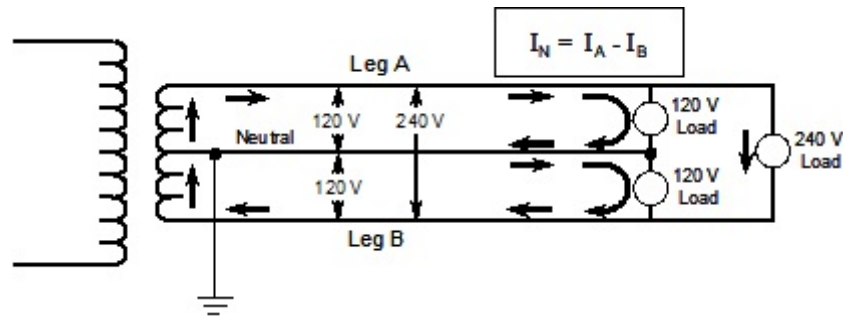 I_N = I_A - I_B
Leg A
120 V
240 V
120 V
Load
Neutral
240 V
Load
120 V
120 V
Load
Leg B